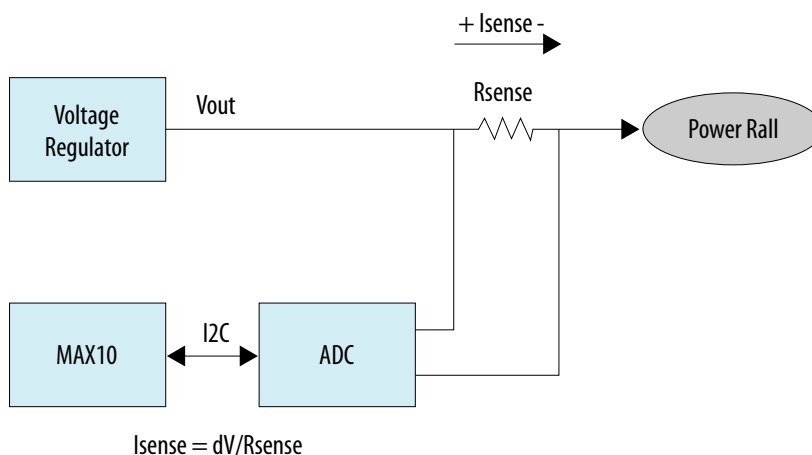 + Isense -
Rsense
Vout
Voltage
Regulator
Power Rall
MAX10
I2C
ADC
Isense = dV/Rsense